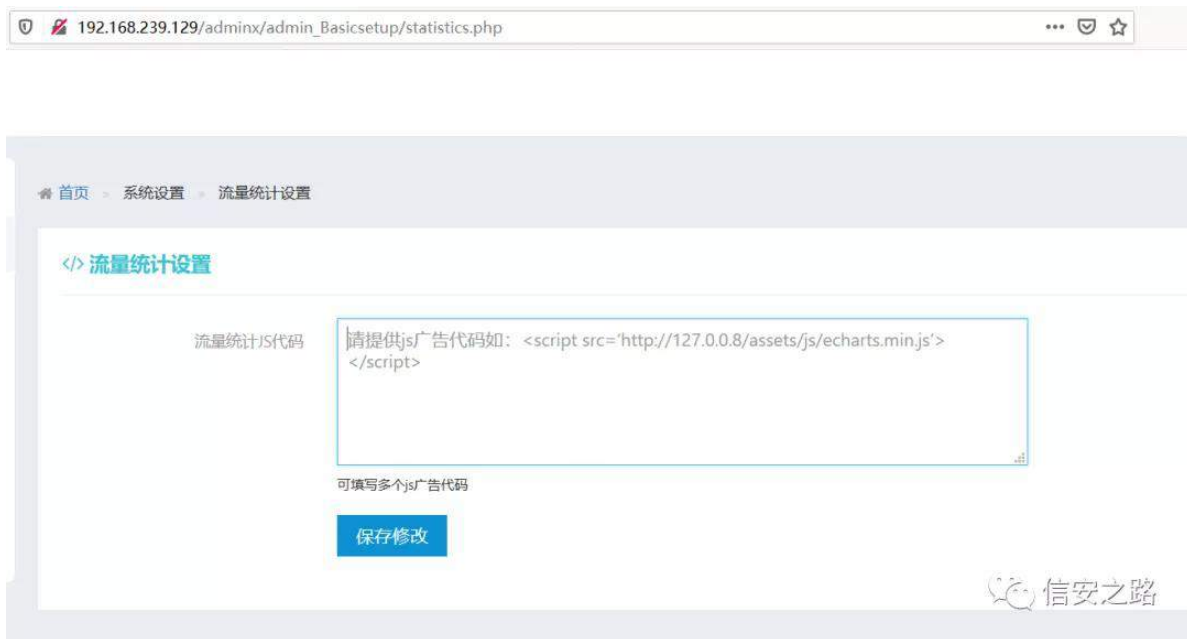 192.168.239.129/adminx/admin_Basicsetup/statistics.php
首页 » 系统设置 » 流量统计设置
</> 流量统计设置
流量统计JS代码
请提供js广告代码如：<script src='http://127.0.0.8/assets/js/echarts.min.js'>
</script>
可填写多个js广告代码
保存修改
信安之路